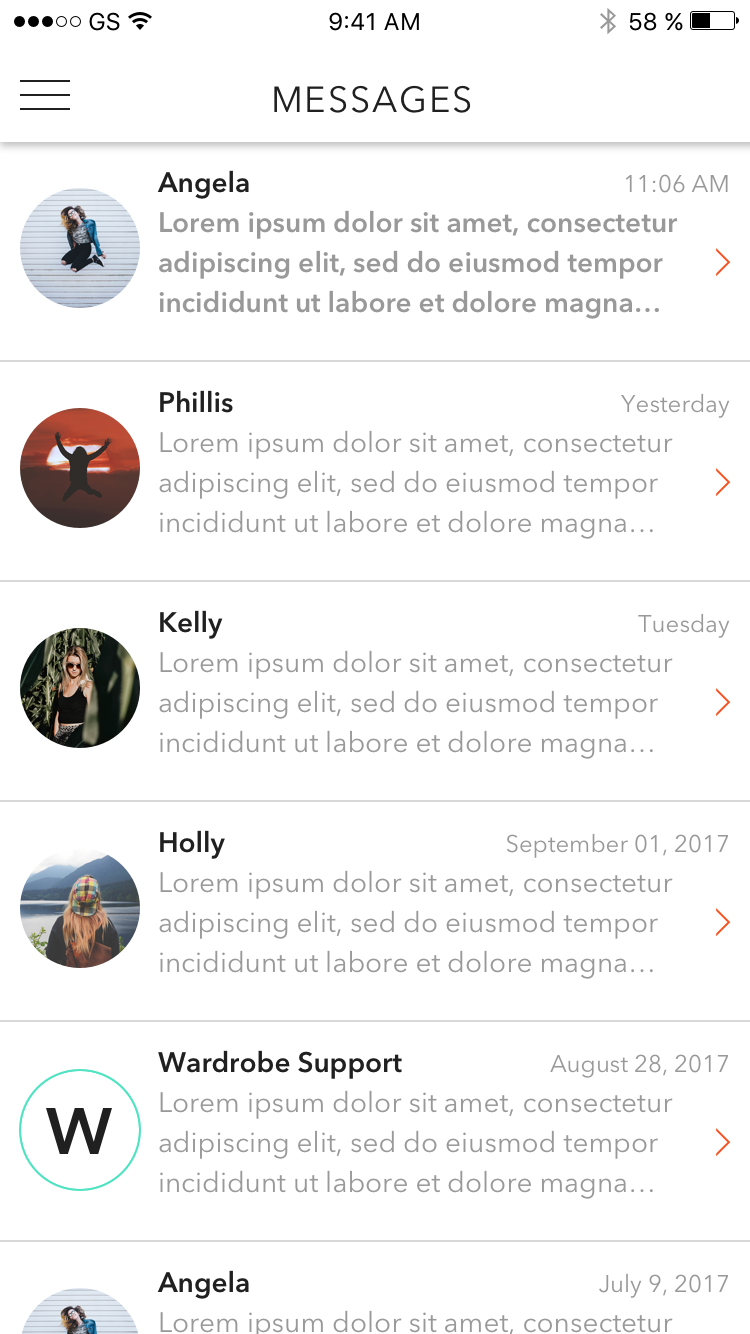 GS 9:41 AM 58 %
MESSAGES
Angela 11:06 AM
Lorem ipsum dolor sit amet, consectetur
adipiscing elit, sed do eiusmod tempor
incididunt ut labore et dolore magna…
Phillis Yesterday
Lorem ipsum dolor sit amet, consectetur
adipiscing elit, sed do eiusmod tempor
incididunt ut labore et dolore magna…
Kelly Tuesday
Lorem ipsum dolor sit amet, consectetur
adipiscing elit, sed do eiusmod tempor
incididunt ut labore et dolore magna…
Holly September 01, 2017
Lorem ipsum dolor sit amet, consectetur
adipiscing elit, sed do eiusmod tempor
incididunt ut labore et dolore magna…
Wardrobe Support August 28, 2017
W
Lorem ipsum dolor sit amet, consectetur
adipiscing elit, sed do eiusmod tempor
incididunt ut labore et dolore magna…
Angela July 9, 2017
Lorem ipsum dolor sit amet, consectetur